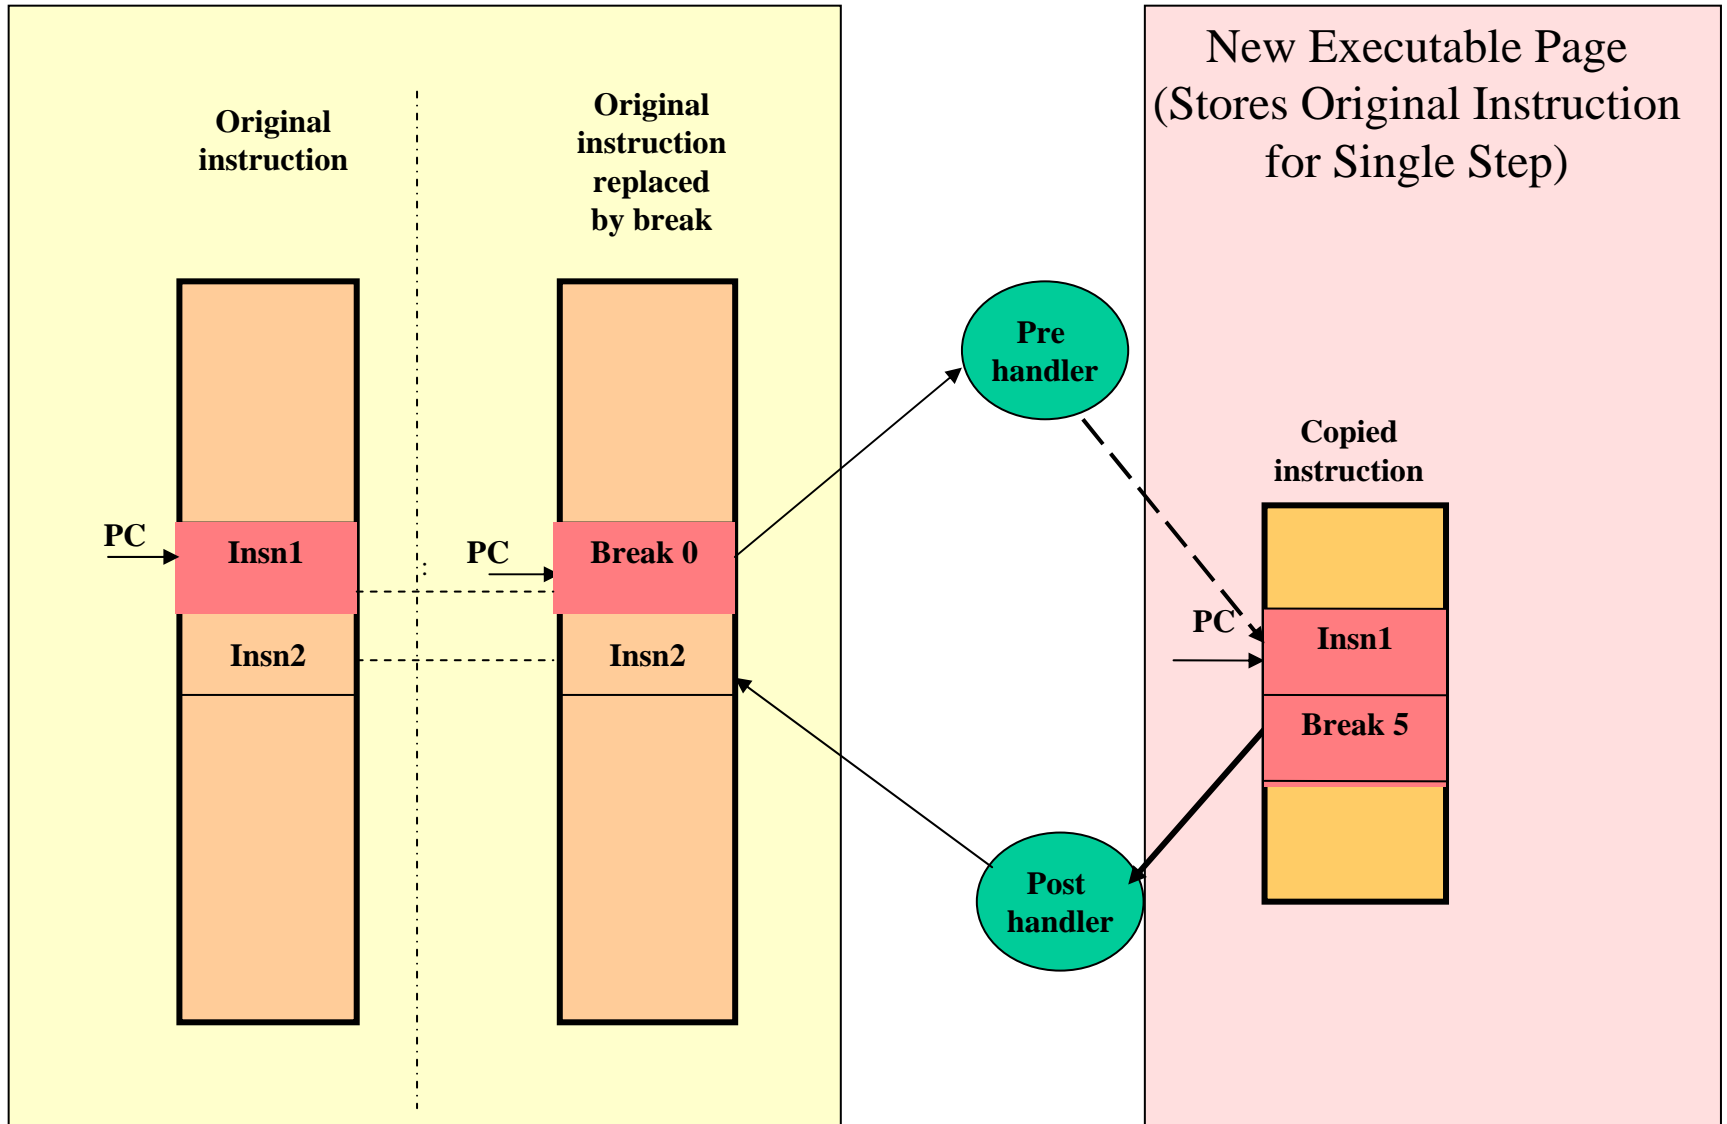 Original
instruction
Original
instruction
replaced
by break
New Executable Page
(Stores Original Instruction
for Single Step)
Pre
handler
Copied
instruction
PC
Insn1
:
PC
Break 0
Insn2
Insn2
PC
Insn1
Break 5
Post
handler